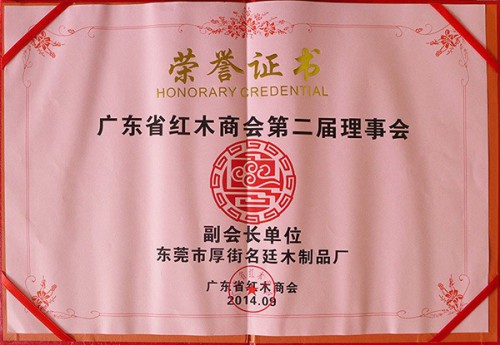 荣誉证书
HONORARY CREDENTIAL
广东省红木商会第二届理事会
副会长单位
东莞市厚街名廷木制品厂
广东省红木商会
2014.09